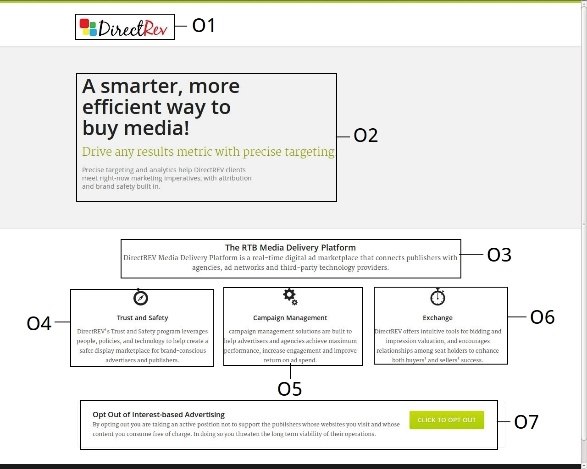 DirectRev
O1
A smarter, more
efficient way to
buy media!
Drive any results metric with precise targeting
Precise targeting and analytics help DirectREV clients
meet right-now marketing imperatives, with attribution
and brand safety built in.
O2
The RTB Media Delivery Platform
DirectREV Media Delivery Platform is a real-time digital ad marketplace that connects publishers with
agencies, ad networks and third-party technology providers.
O3
O4
Trust and Safety
DirectREV's Trust and Safety program leverages
people, policies, and technology to help create a
safer display marketplace for brand-conscious
advertisers and publishers.
Campaign Management
campaign management solutions are built to
help advertisers and agencies achieve maximum
performance, increase engagement and improve
return on ad spend.
O5
Exchange
DirectREV offers intuitive tools for bidding and
impression valuation, and encourages
relationships among seat holders to enhance
both buyers' and sellers' success.
O6
Opt Out of Interest-based Advertising
By opting out you are taking an active position not to support the publishers whose websites you visit and whose
content you consume free of charge. In doing so you threaten the long term viability of their operations.
CLICK TO OPT OUT
O7